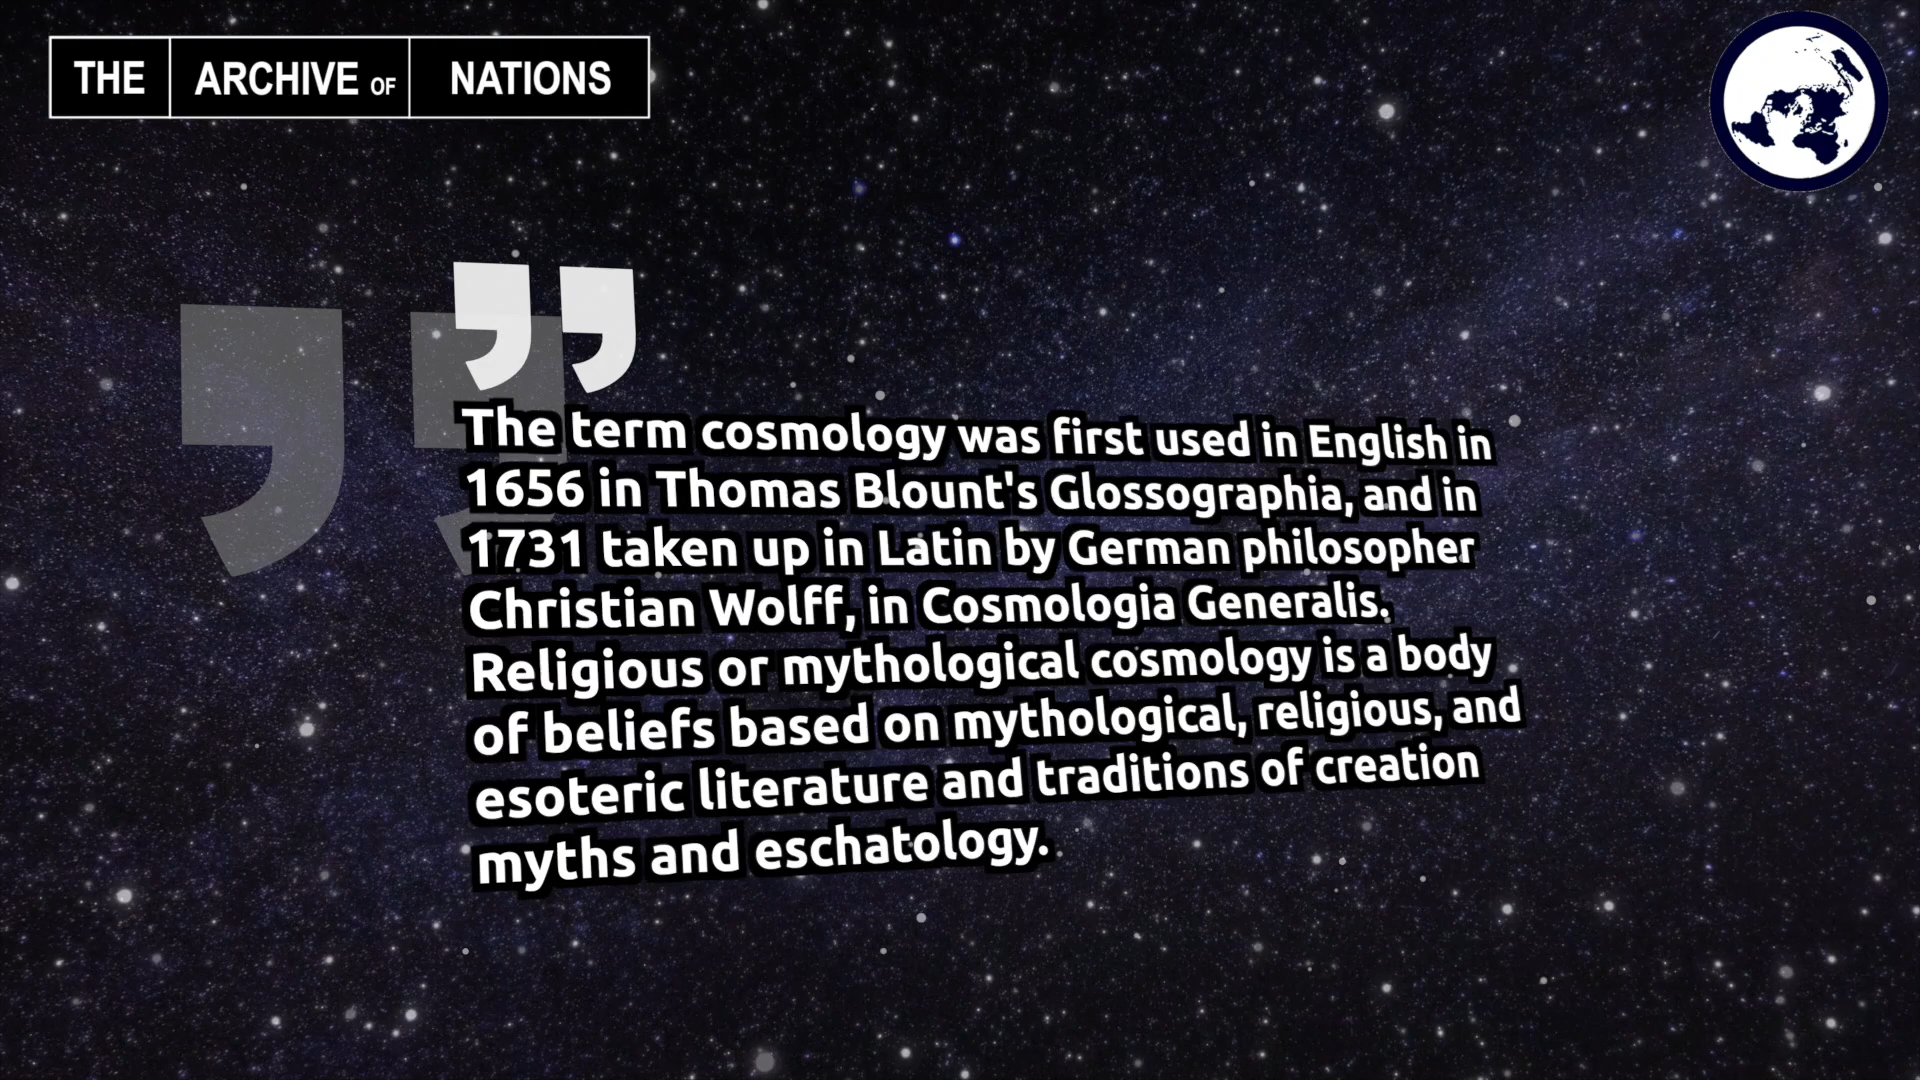 THE ARCHIVE OF NATIONS
The term cosmology was first used in English in
1656 in Thomas Blount's Glossographia, and in
1731 taken up in Latin by German philosopher
Christian Wolff, in Cosmologia Generalis.
Religious or mythological cosmology is a body
of beliefs based on mythological, religious, and
esoteric literature and traditions of creation
myths and eschatology.